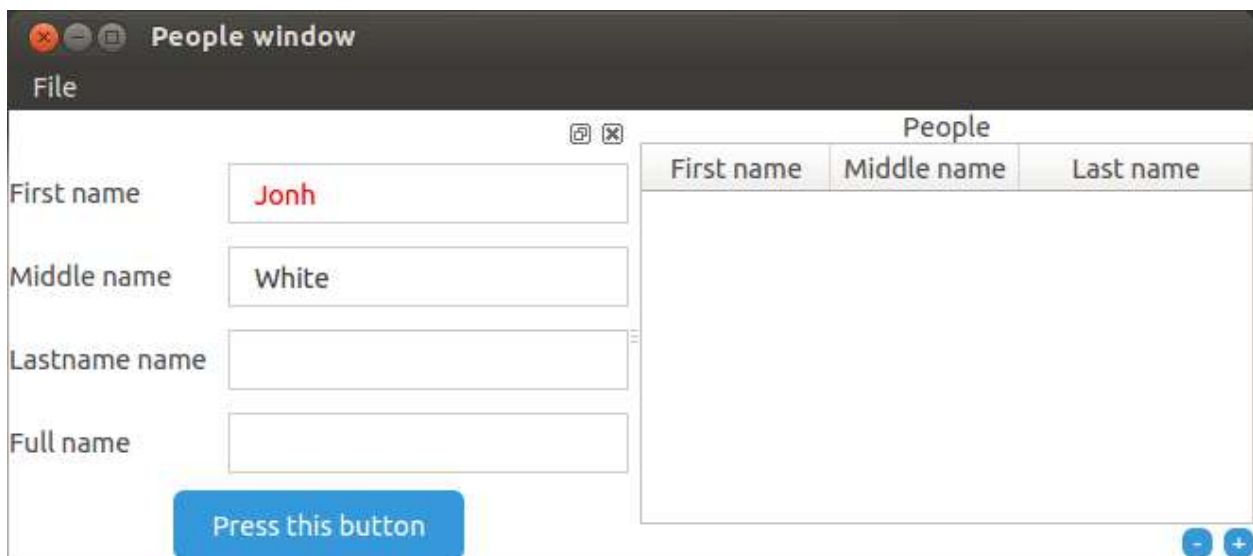 People window
File
First name
Jonh
Middle name
White
Lastname name
Full name
Press this button
People
First name Middle name Last name
- +